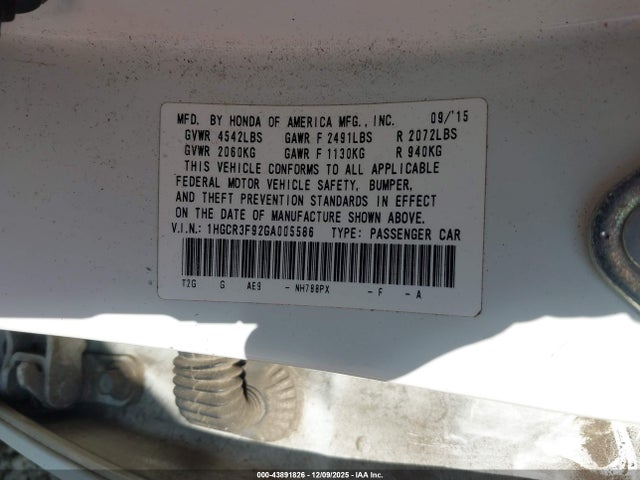 MFD. BY HONDA OF AMERICA MFG., INC. 09/'15
GVWR 4542LBS GAWR F 2491LBS R 2072LBS
GVWR 2060KG GAWR F 1130KG R 940KG
THIS VEHICLE CONFORMS TO ALL APPLICABLE
FEDERAL MOTOR VEHICLE SAFETY, BUMPER,
AND THEFT PREVENTION STANDARDS IN EFFECT
ON THE DATE OF MANUFACTURE SHOWN ABOVE.
V.I.N.: 1HGCR3F92GA005586 TYPE: PASSENGER CAR
T2G G AE9 - NH788PX - F - A
000-43891826 - 12/09/2025 - IAA Inc.